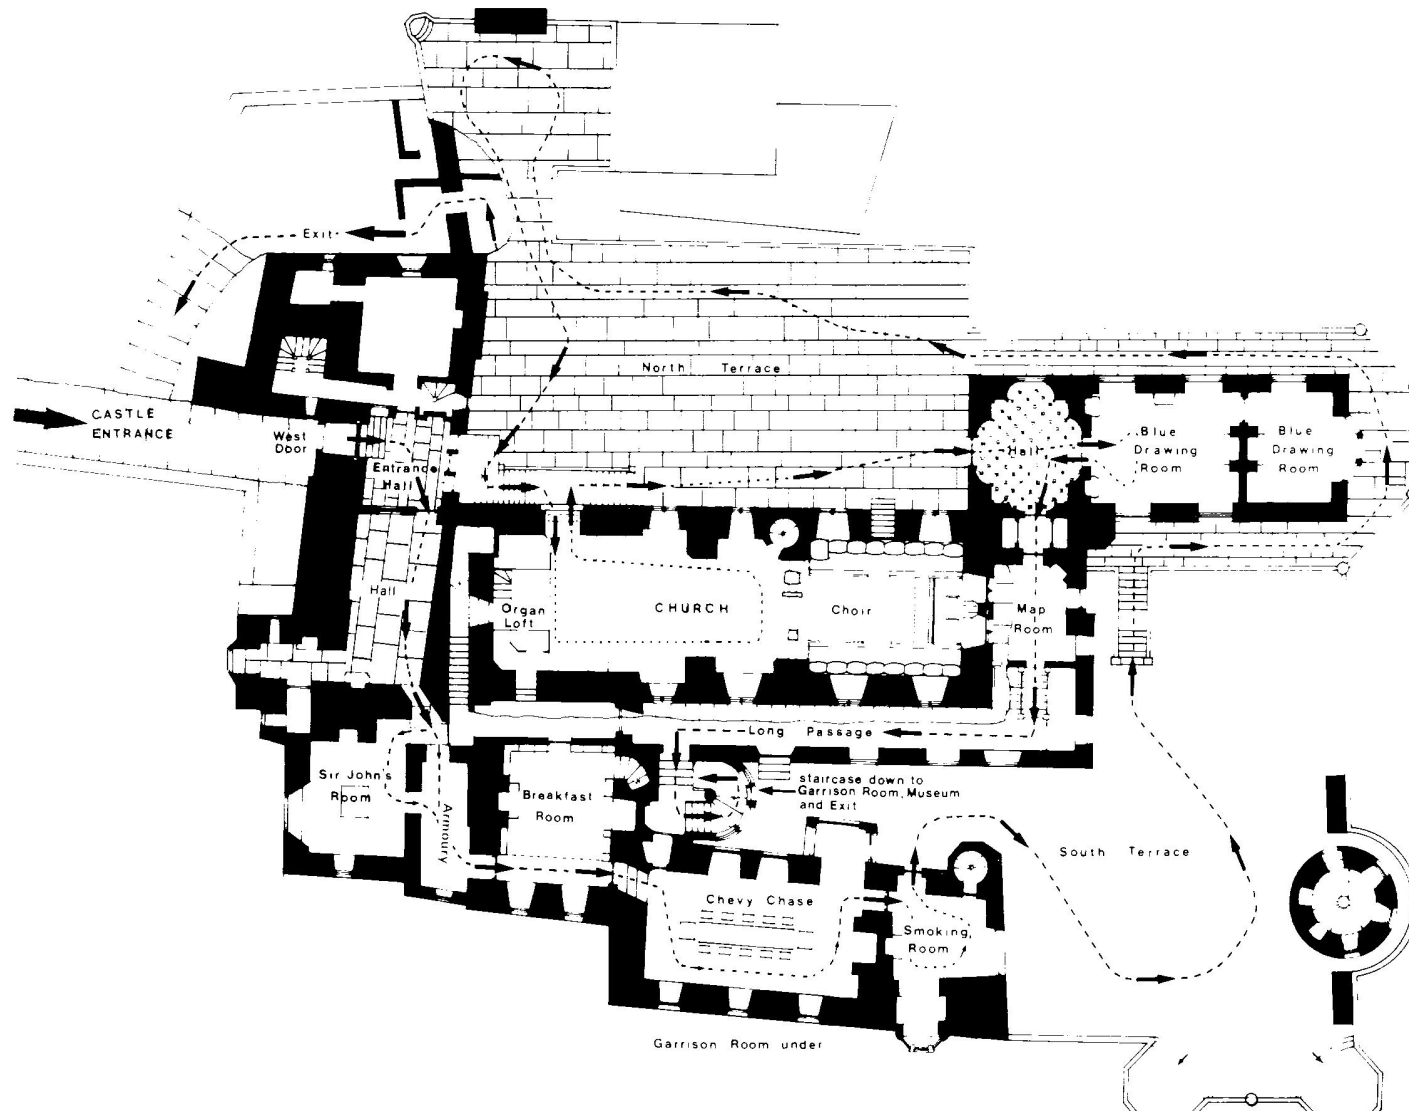 Exit
North Terrace
CASTLE
ENTRANCE
West
Door
Entrance
Hall
Hall
Blue
Drawing
Room
Blue
Drawing
Room
Hall
Organ
Loft
CHURCH
Choir
Map
Room
Long Passage
Sir John's
Room
Armoury
Breakfast
Room
staircase down to
Garrison Room, Museum
and Exit
South Terrace
Chevy Chase
Smoking
Room
Garrison Room under